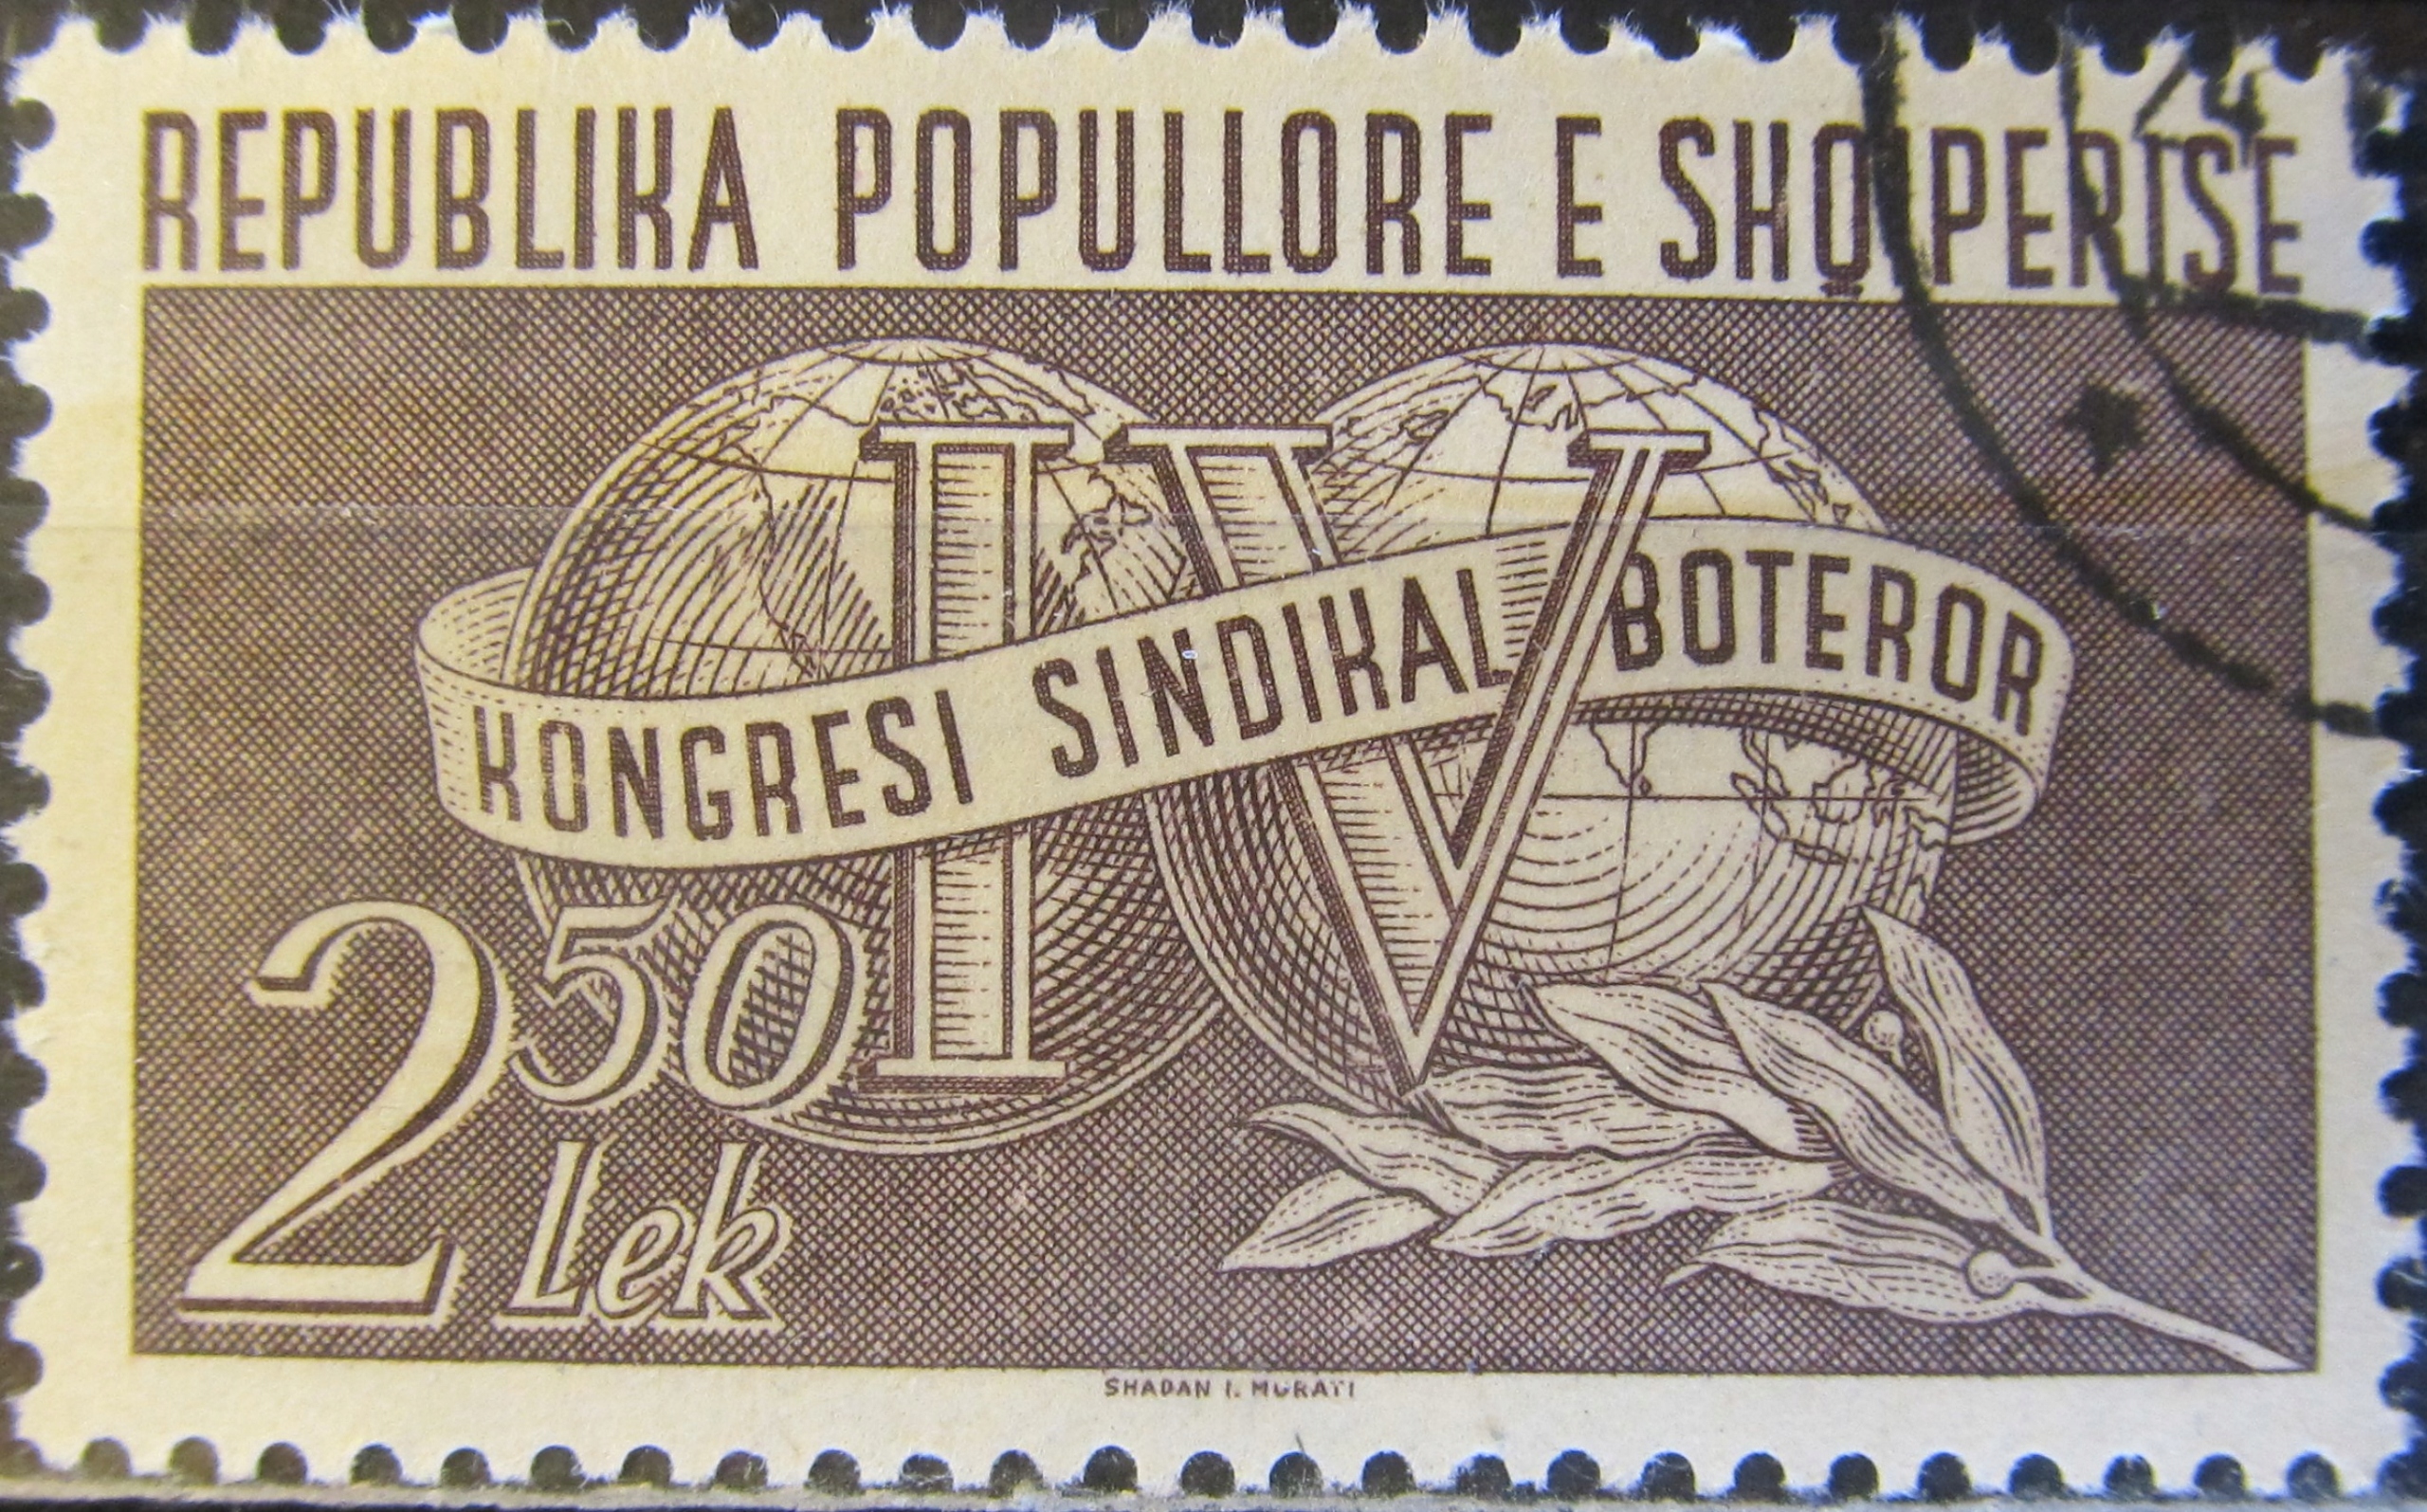 REPUBLIKA POPULLORE E SHQIPERISE
IV
KONGRESI SINDIKAL BOTEROR
2 50 Lek
SHADAN I. MURATI